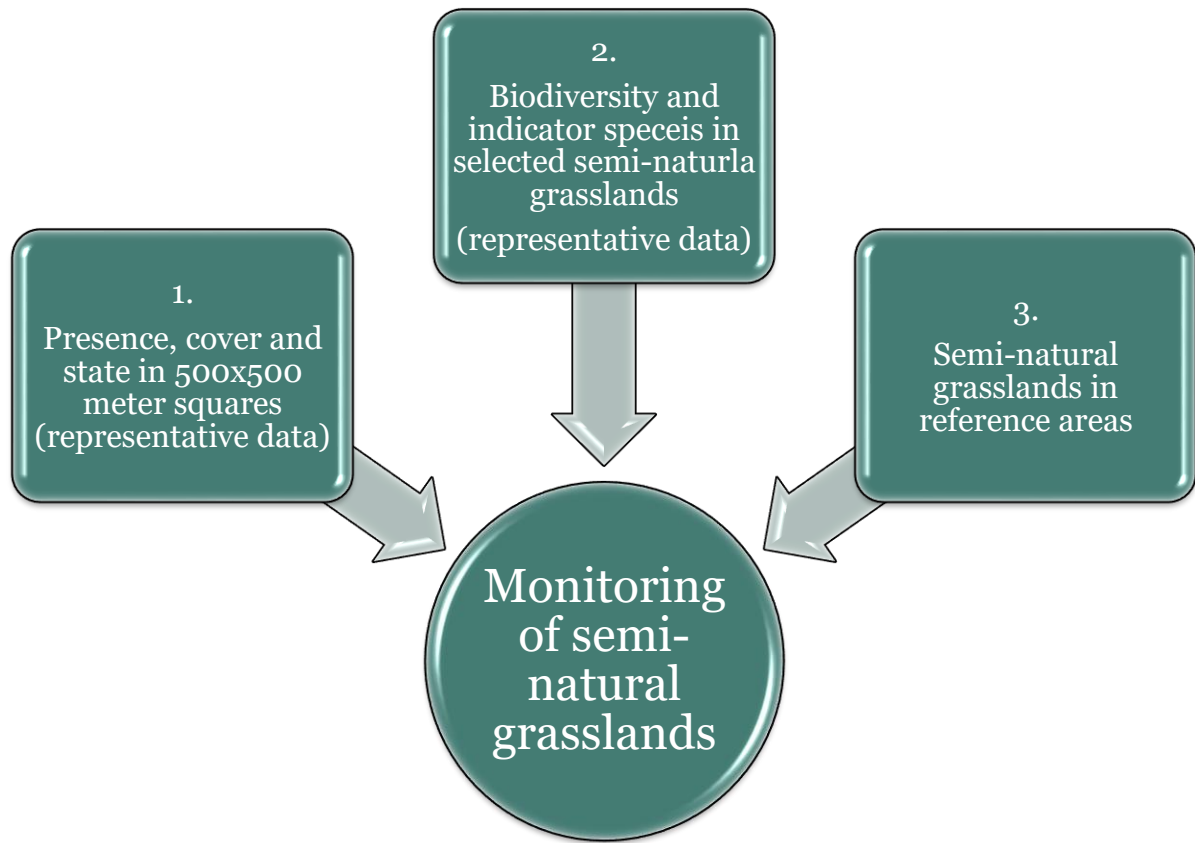 1.
Presence, cover and
state in 500x500
meter squares
(representative data)
2.
Biodiversity and
indicator speceis in
selected semi-naturla
grasslands
(representative data)
3.
Semi-natural
grasslands in
reference areas
Monitoring
of semi-
natural
grasslands